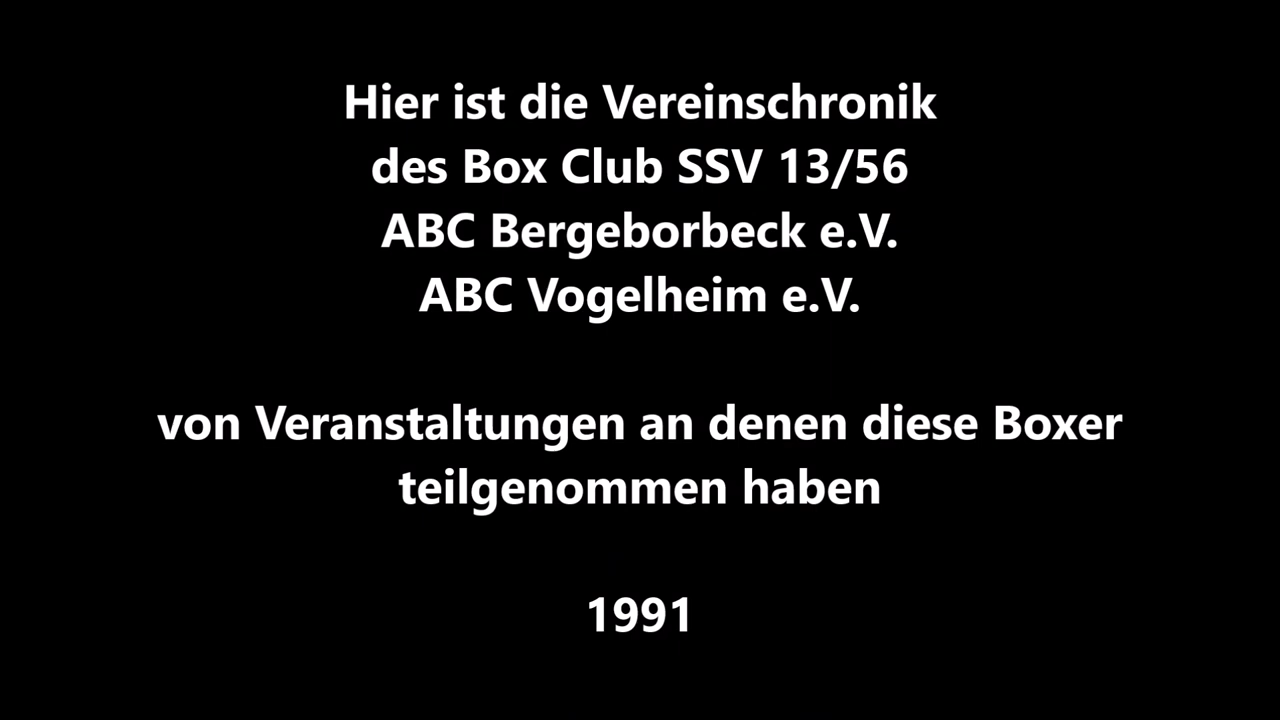 Hier ist die Vereinschronik
des Box Club SSV 13/56
ABC Bergeborbeck e.V.
ABC Vogelheim e.V.
von Veranstaltungen an denen diese Boxer
teilgenommen haben
1991